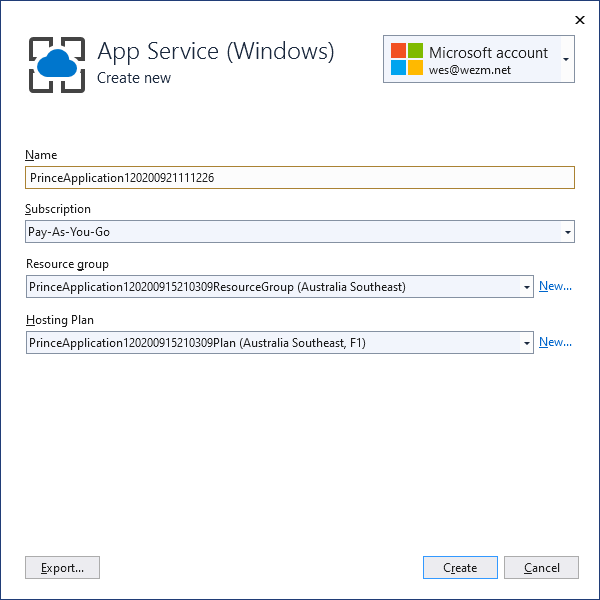 App Service (Windows)
Create new
Microsoft account
wes@wezm.net
Name
PrinceApplication120200921111226
Subscription
Pay-As-You-Go
Resource group
PrinceApplication120200915210309ResourceGroup (Australia Southeast)
New...
Hosting Plan
PrinceApplication120200915210309Plan (Australia Southeast, F1)
New...
Export...
Create
Cancel